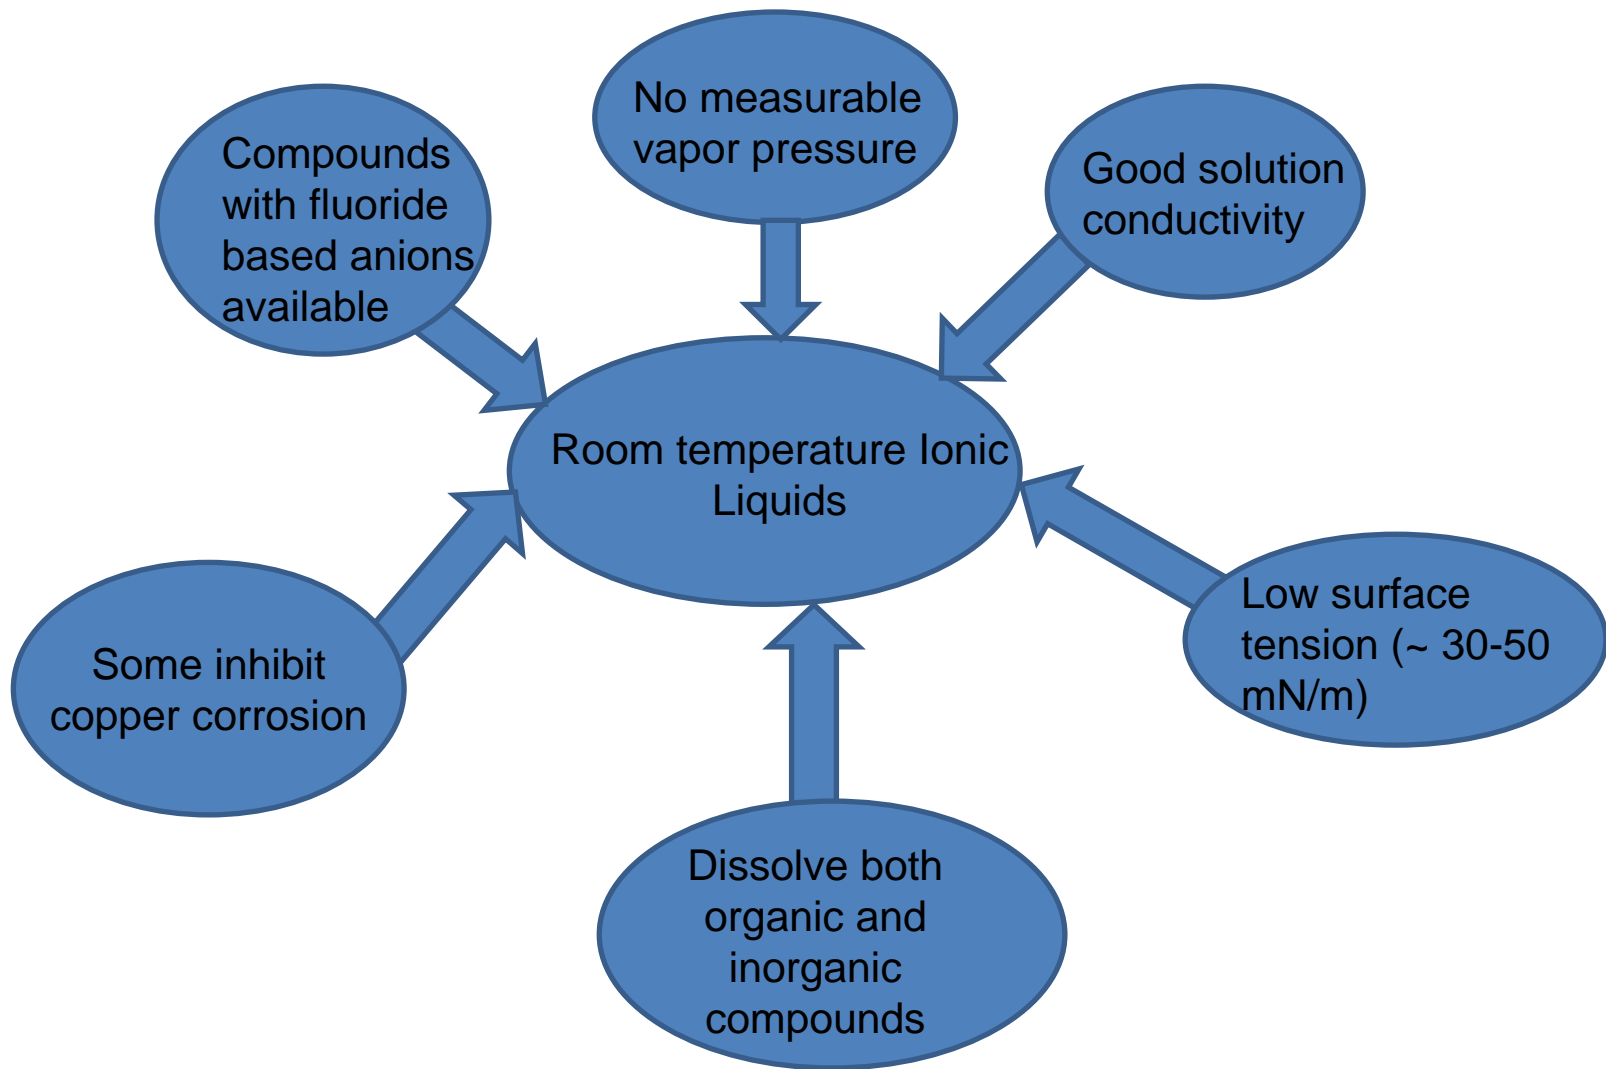 No measurable
vapor pressure
Compounds
with fluoride
based anions
available
Good solution
conductivity
Room temperature Ionic
Liquids
Some inhibit
copper corrosion
Low surface
tension (~ 30-50
mN/m)
Dissolve both
organic and
inorganic
compounds